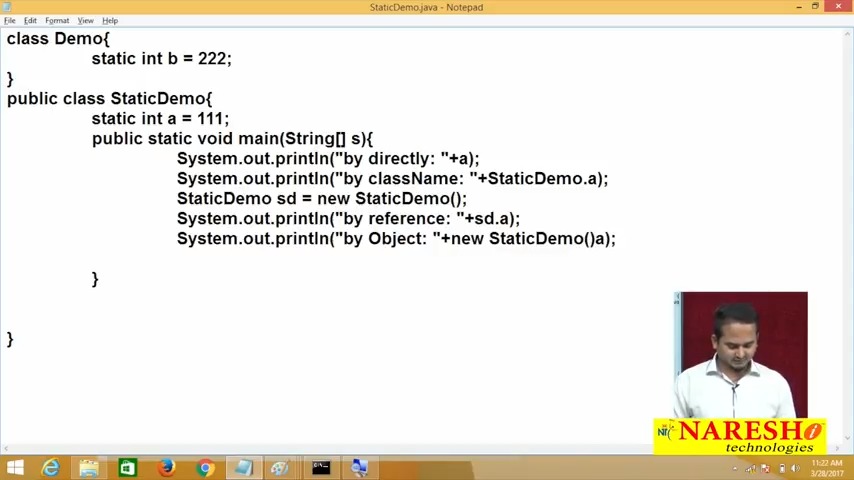 StaticDemo.java - Notepad
File Edit Format View Help
class Demo{
static int b = 222;
}
public class StaticDemo{
static int a = 111;
public static void main(String[] s){
System.out.println("by directly: "+a);
System.out.println("by className: "+StaticDemo.a);
StaticDemo sd = new StaticDemo();
System.out.println("by reference: "+sd.a);
System.out.println("by Object: "+new StaticDemo()a);
}
}
NARESH i
technologies
11:22 AM
3/28/2017